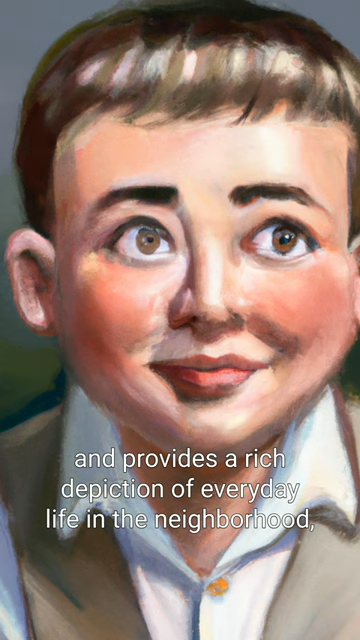 and provides a rich
depiction of everyday
life in the neighborhood,